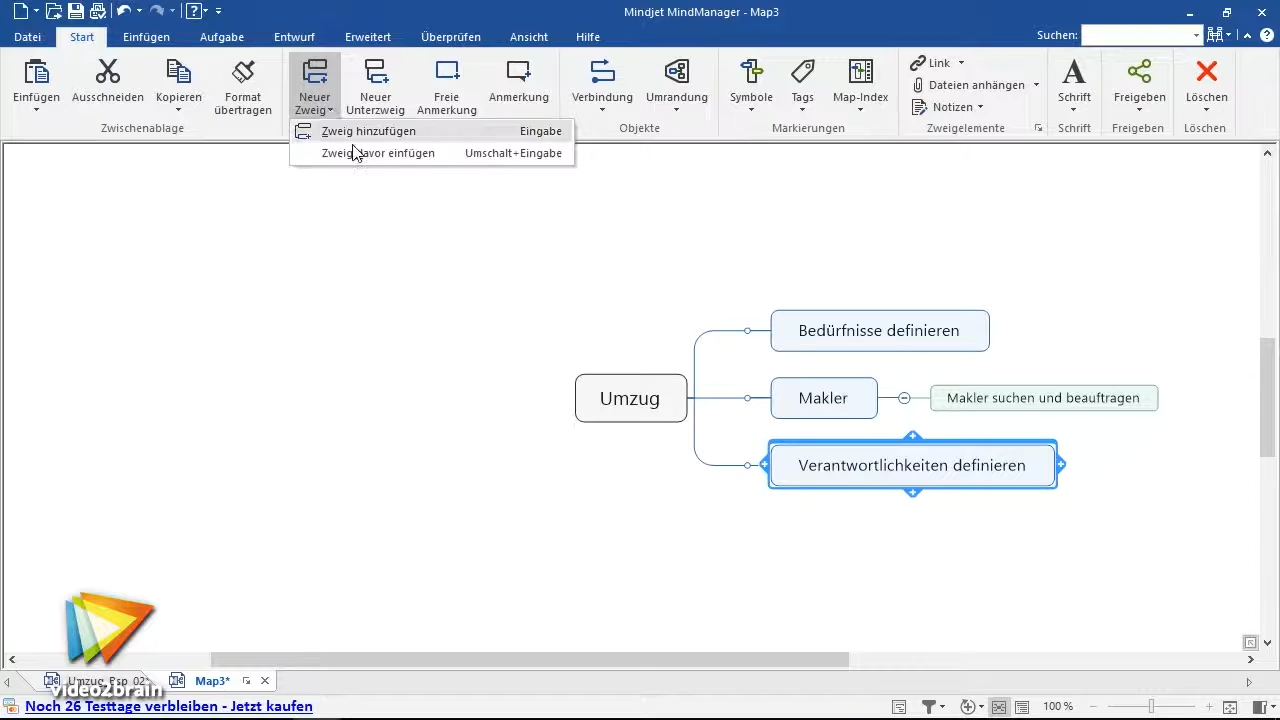 Mindjet MindManager - Map3
Datei Start Einfügen Aufgabe Entwurf Erweitert Überprüfen Ansicht Hilfe Suchen:
Einfügen Ausschneiden Kopieren Format übertragen
Neuer Zweig Neuer Unterzweig Freie Anmerkung Anmerkung
Verbindung Umrandung Symbole Tags Map-Index
Link
Dateien anhängen
Notizen
Schrift Freigeben Löschen
Zwischenablage Objekte Markierungen Zweigelemente Schrift Freigeben Löschen
Zweig hinzufügen Eingabe
Zweig davor einfügen Umschalt+Eingabe
Bedürfnisse definieren
Umzug Makler Makler suchen und beauftragen
Verantwortlichkeiten definieren
Map3*
video2brain
Noch 26 Testtage verbleiben - Jetzt kaufen 100 %